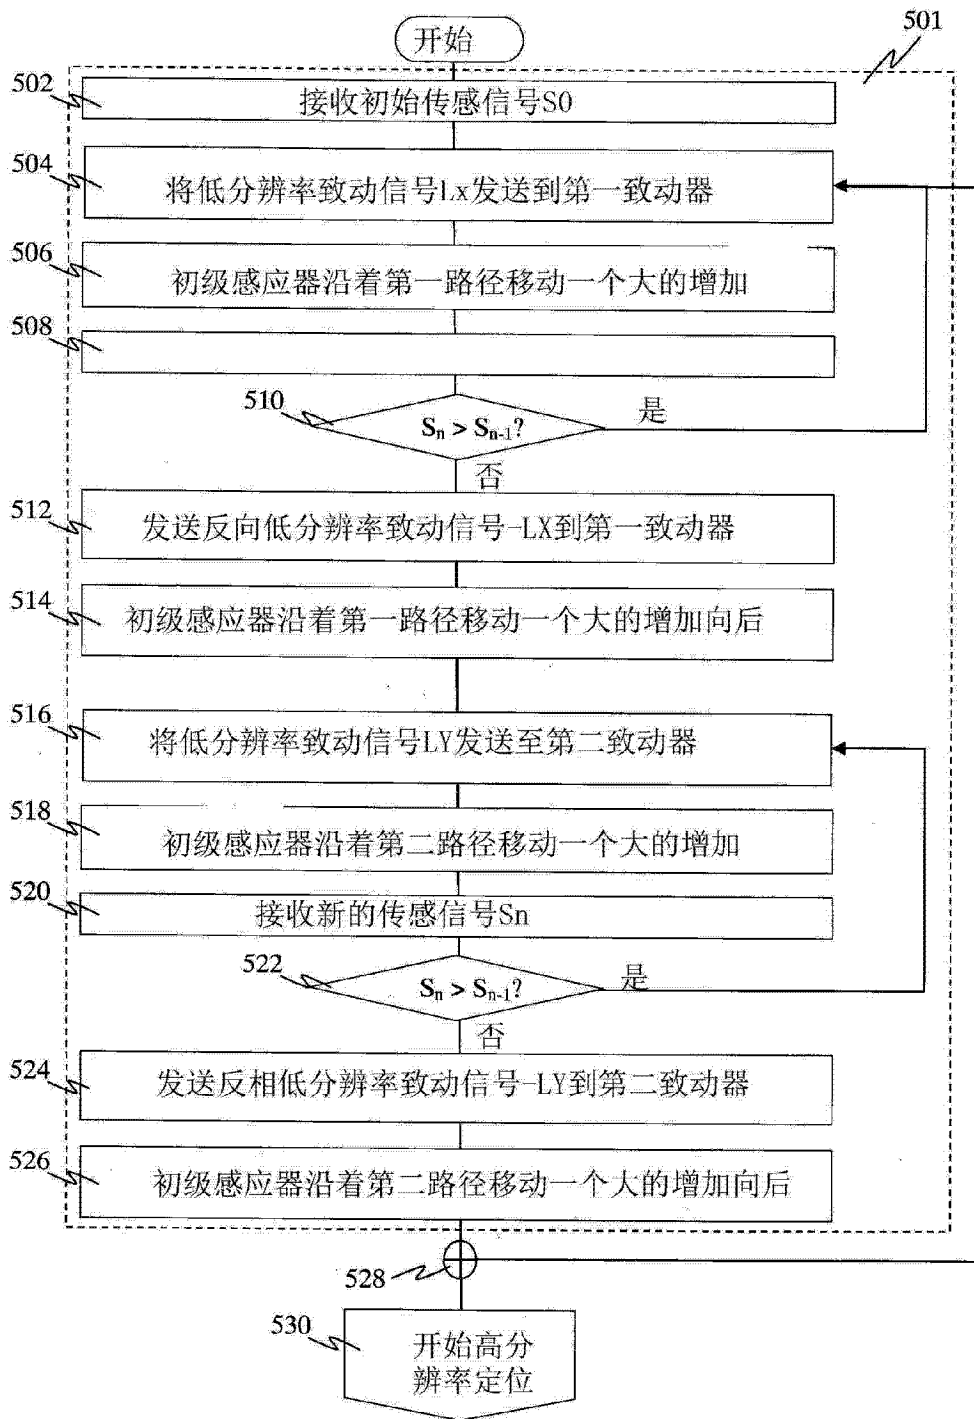 开始
501
502
接收初始传感信号S0
504
将低分辨率致动信号Lx发送到第一致动器
506
初级感应器沿着第一路径移动一个大的增加
508
510
Sn > Sn-1?
是
否
512
发送反向低分辨率致动信号-LX到第一致动器
514
初级感应器沿着第一路径移动一个大的增加向后
516
将低分辨率致动信号LY发送至第二致动器
518
初级感应器沿着第二路径移动一个大的增加
520
接收新的传感信号Sn
522
Sn > Sn-1?
是
否
524
发送反相低分辨率致动信号-LY到第二致动器
526
初级感应器沿着第二路径移动一个大的增加向后
528
530
开始高分
辨率定位